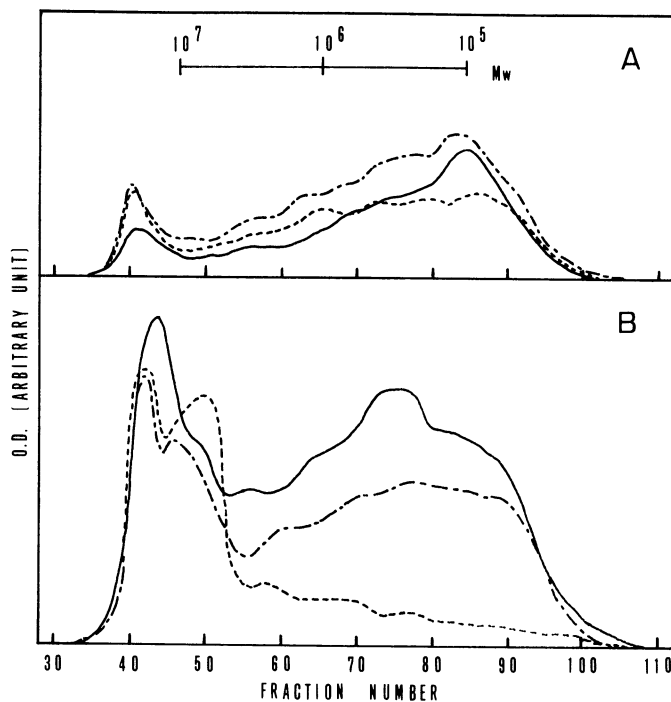 10^7 10^6 10^5
Mw
A
B
O.D. [ARBITRARY UNIT]
30 40 50 60 70 80 90 100 110
FRACTION NUMBER